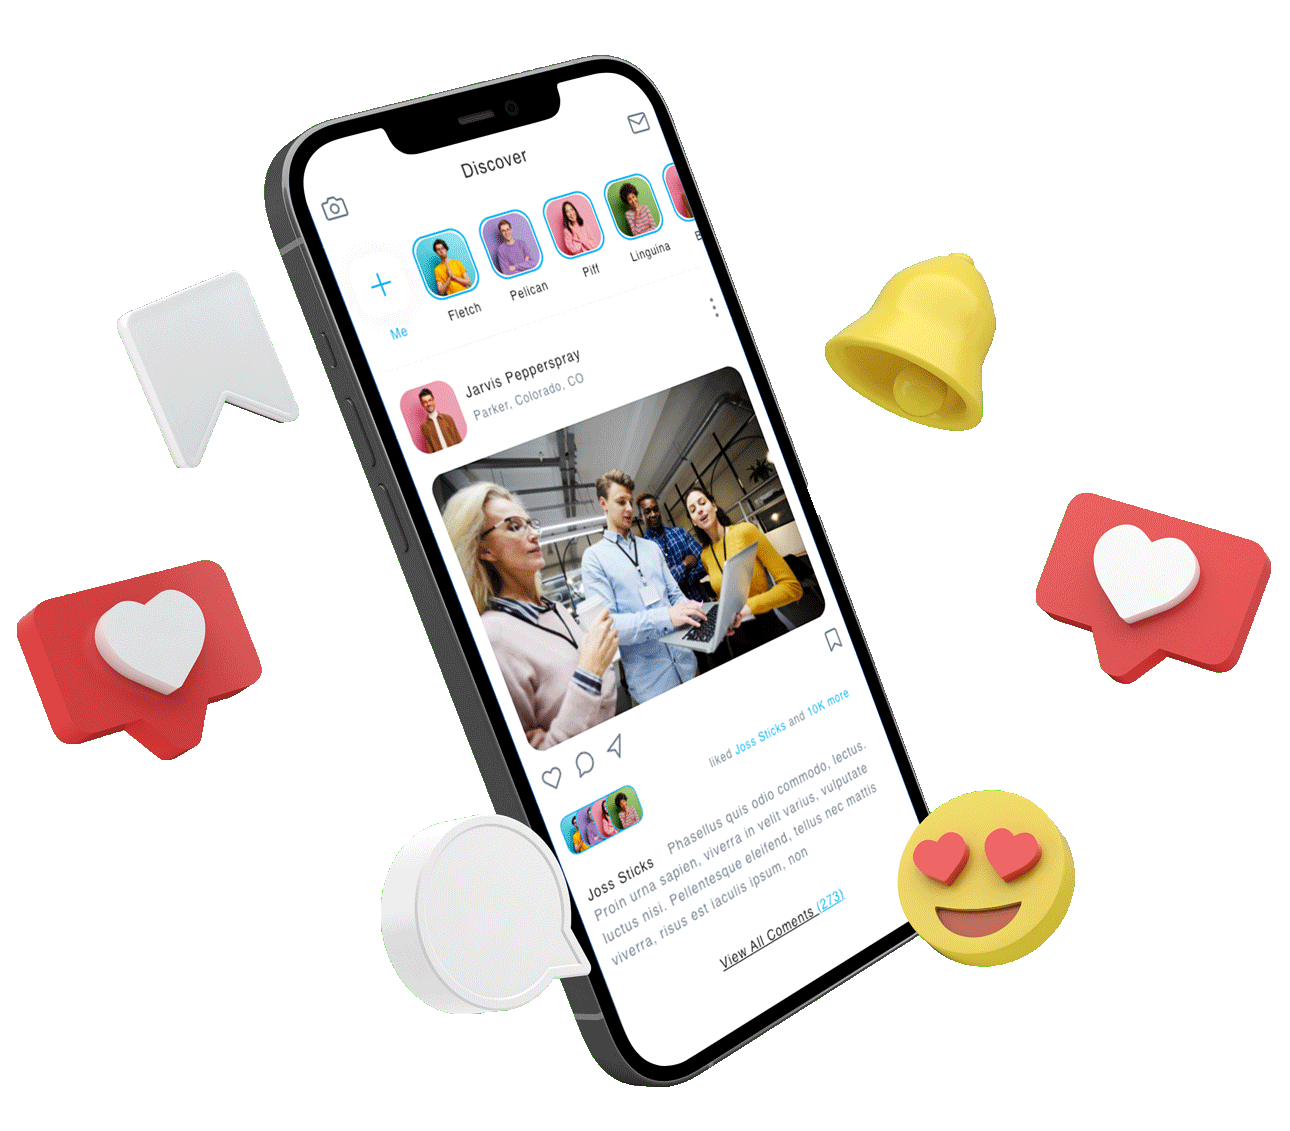 Discover
Me
Fletch
Pelican
Piff
Linguina
Jarvis Pepperspray
Parker, Colorado, CO
liked Joss Sticks and 10K more
Joss Sticks Phasellus quis odio commodo, lectus.
Proin urna sapien, viverra in velit varius, vulputate
luctus nisi. Pellentesque eleifend, tellus nec mattis
viverra, risus est iaculis ipsum, non
View All Coments (273)